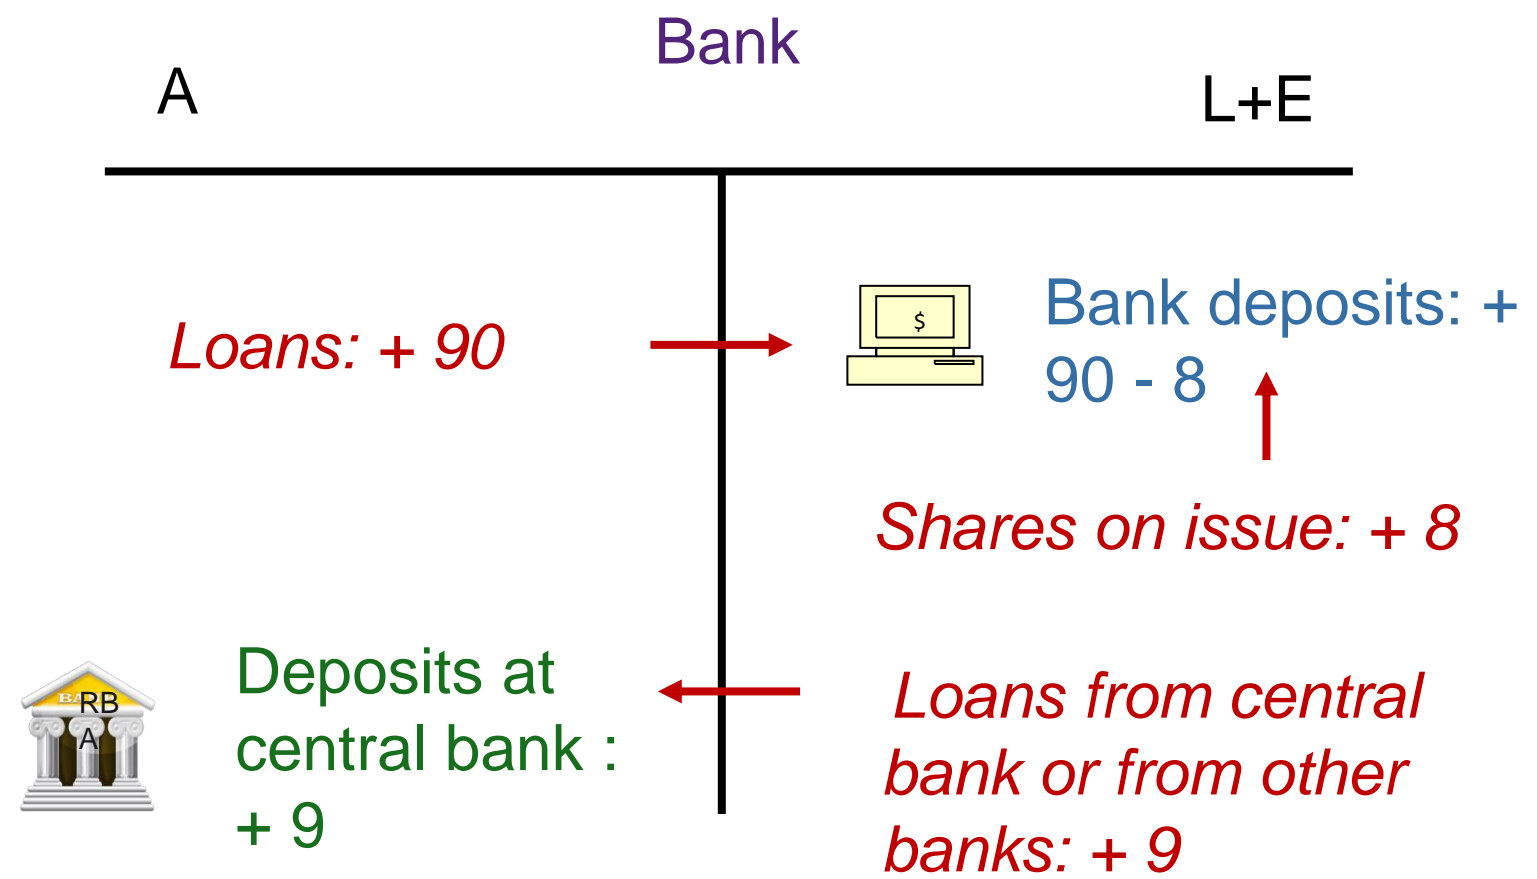 Bank
A
L+E
Loans: + 90
$
Bank deposits: +
90 - 8
Shares on issue: + 8
BA
RB
A
Deposits at
central bank :
+ 9
Loans from central
bank or from other
banks: + 9